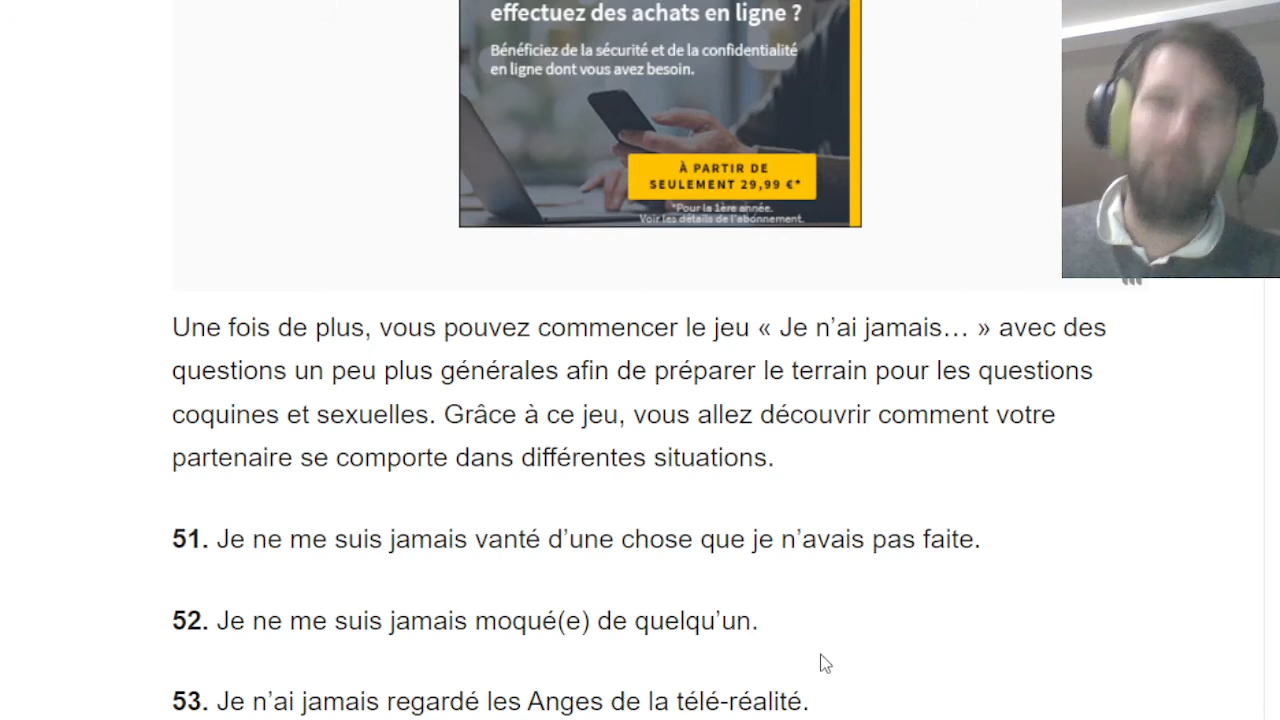 effectuez des achats en ligne ?
Bénéficiez de la sécurité et de la confidentialité
en ligne dont vous avez besoin.
À PARTIR DE
SEULEMENT 29,99 €*
*Pour la 1ère année.
Voir les détails de l'abonnement.
Une fois de plus, vous pouvez commencer le jeu « Je n’ai jamais… » avec des
questions un peu plus générales afin de préparer le terrain pour les questions
coquines et sexuelles. Grâce à ce jeu, vous allez découvrir comment votre
partenaire se comporte dans différentes situations.
51. Je ne me suis jamais vanté d’une chose que je n’avais pas faite.
52. Je ne me suis jamais moqué(e) de quelqu’un.
53. Je n’ai jamais regardé les Anges de la télé-réalité.